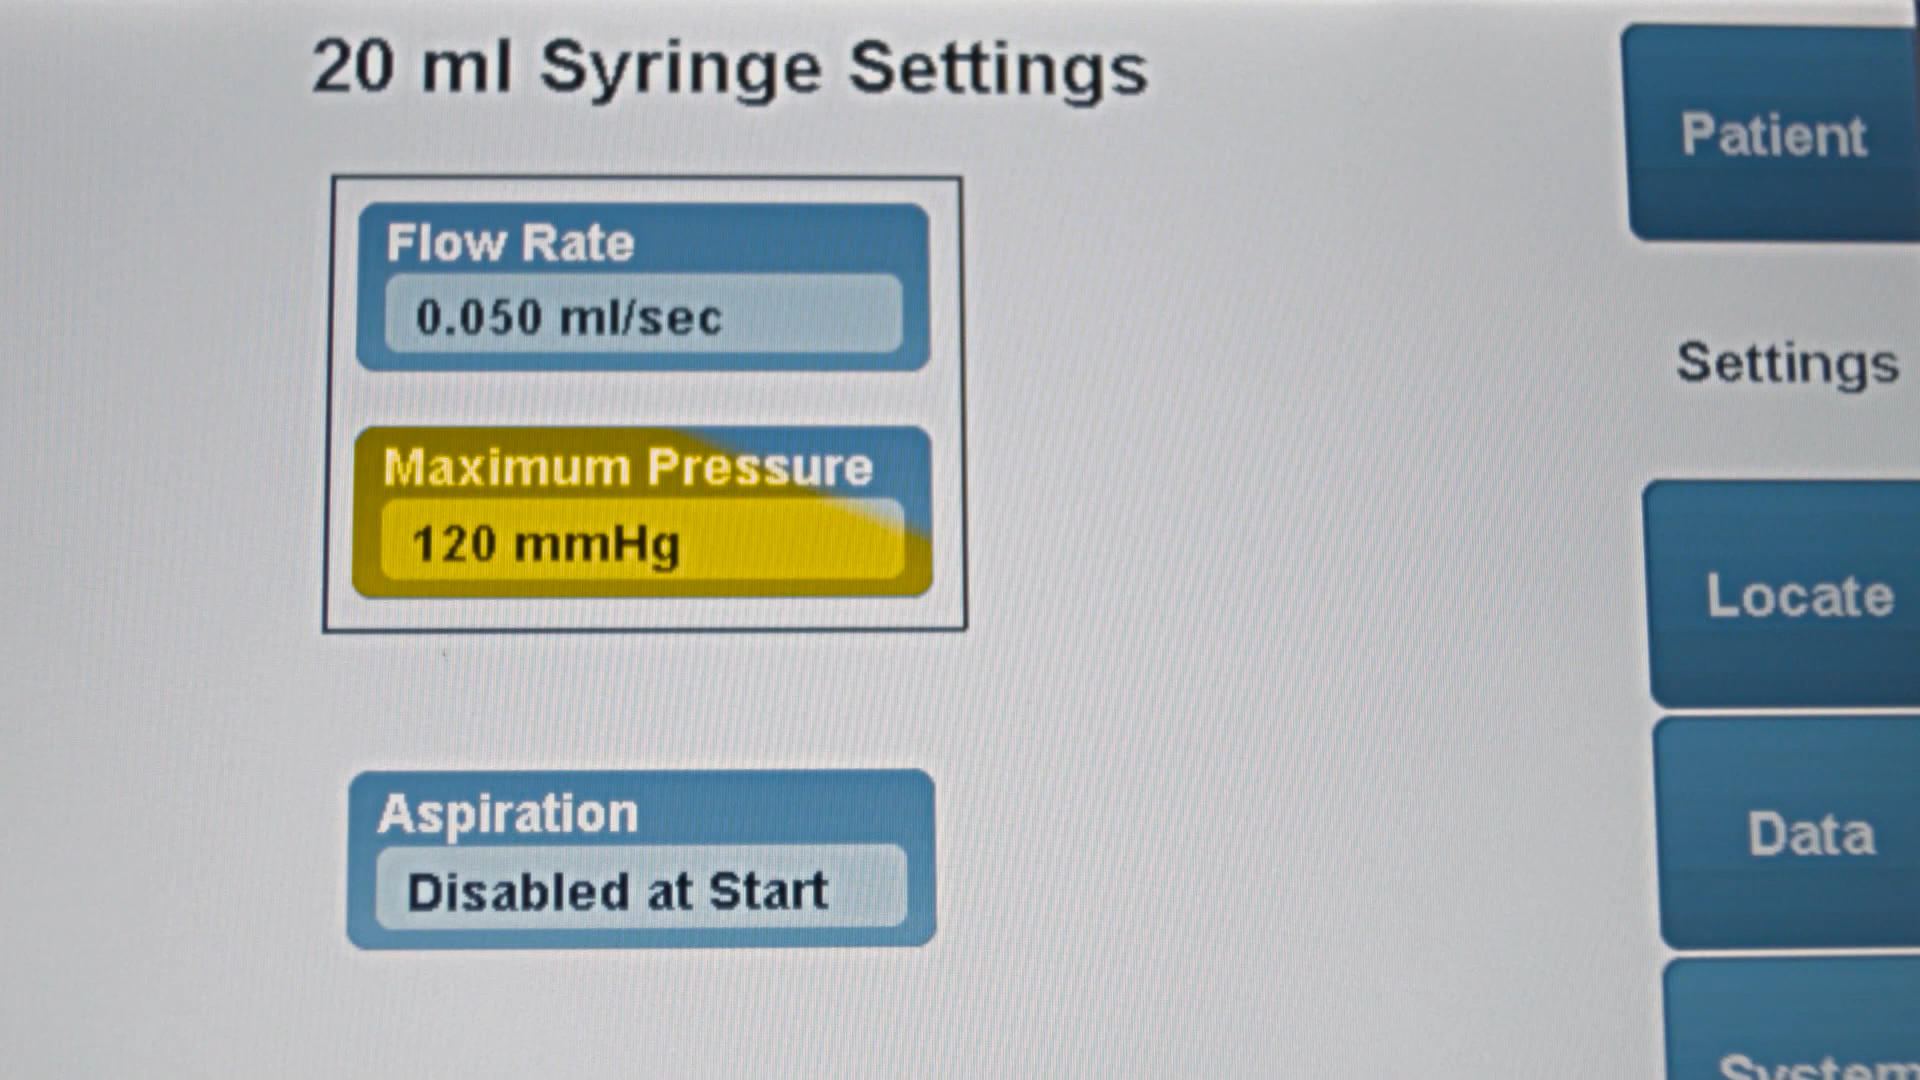 20 ml Syringe Settings
Flow Rate
0.050 ml/sec
Maximum Pressure
120 mmHg
Aspiration
Disabled at Start
Patient
Settings
Locate
Data
System